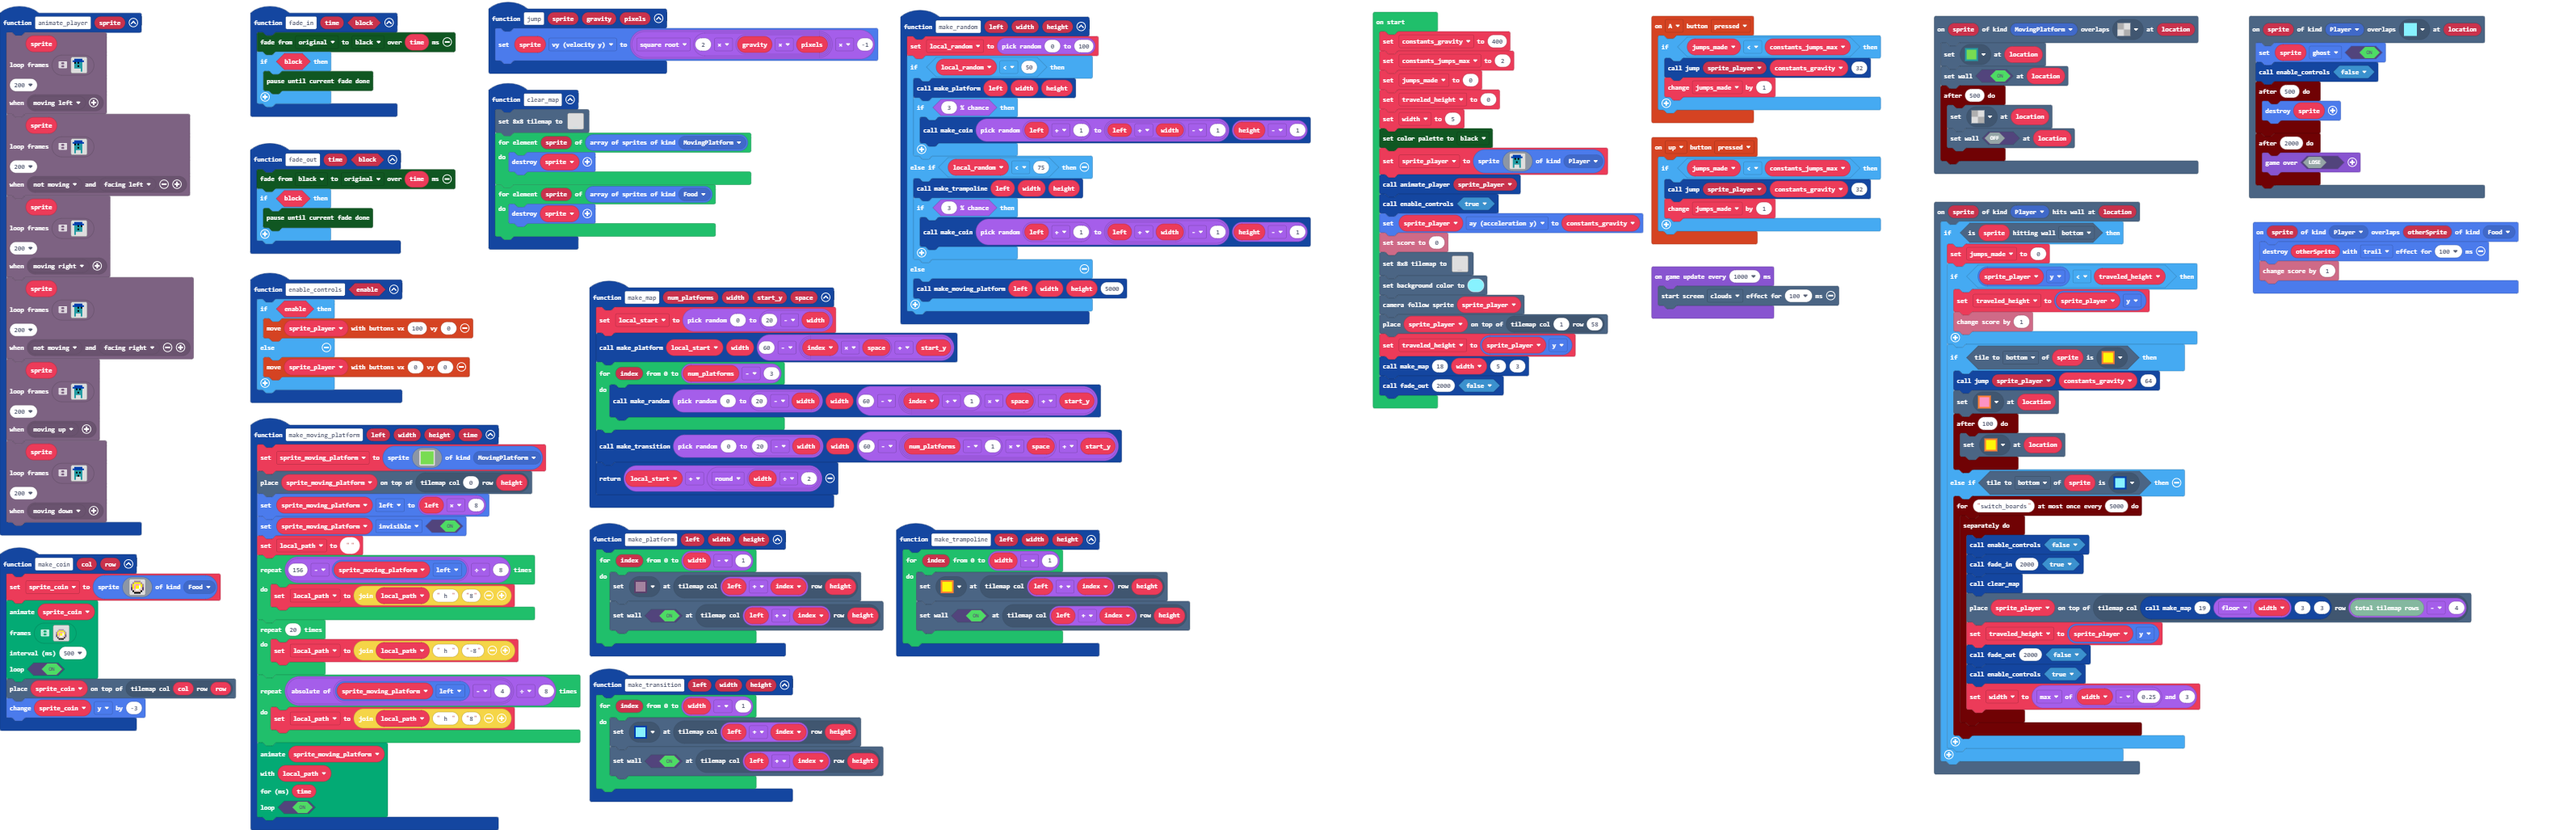 function animate_player sprite
sprite
loop frames
200
when moving left
sprite
loop frames
200
when not moving and facing left
sprite
loop frames
200
when moving right
sprite
loop frames
200
when not moving and facing right
sprite
loop frames
200
when moving up
sprite
loop frames
200
when moving down
function make_coin col row
set sprite_coin to sprite of kind Food
animate sprite_coin
frames
interval (ms) 500
loop ON
place sprite_coin on top of tilemap col col row row
change sprite_coin y by -3
function fade_in time block
fade from original to black over time ms
if block then
pause until current fade done
function fade_out time block
fade from black to original over time ms
if block then
pause until current fade done
function enable_controls enable
if enable then
move sprite_player with buttons vx 100 vy 0
else
move sprite_player with buttons vx 0 vy 0
function make_moving_platform left width height time
set sprite_moving_platform to sprite of kind MovingPlatform
place sprite_moving_platform on top of tilemap col 0 row height
set sprite_moving_platform left to left × 8
set sprite_moving_platform invisible ON
set local_path to " "
repeat 156 - sprite_moving_platform left ÷ 8 times
do set local_path to join local_path " h " "8"
repeat 20 times
do set local_path to join local_path " h " "-8"
repeat absolute of sprite_moving_platform left - 4 ÷ 8 times
do set local_path to join local_path " h " "8"
animate sprite_moving_platform
with local_path
for (ms) time
loop ON
function jump sprite gravity pixels
set sprite vy (velocity y) to square root 2 × gravity × pixels × -1
function clear_map
set 8x8 tilemap to
for element sprite of array of sprites of kind MovingPlatform
do destroy sprite
for element sprite of array of sprites of kind Food
do destroy sprite
function make_map num_platforms width start_y space
set local_start to pick random 0 to 20 - width
call make_platform local_start width 60 - index × space + start_y
for index from 0 to num_platforms - 3
do call make_random pick random 0 to 20 - width width 60 - index + 1 × space + start_y
call make_transition pick random 0 to 20 - width width 60 - num_platforms - 1 × space + start_y
return local_start + round width ÷ 2
function make_platform left width height
for index from 0 to width - 1
do set at tilemap col left + index row height
set wall ON at tilemap col left + index row height
function make_transition left width height
for index from 0 to width - 1
do set at tilemap col left + index row height
set wall ON at tilemap col left + index row height
function make_random left width height
set local_random to pick random 0 to 100
if local_random < 50 then
call make_platform left width height
if 3 % chance then
call make_coin pick random left + 1 to left + width - 1 height - 1
else if local_random < 75 then
call make_trampoline left width height
if 3 % chance then
call make_coin pick random left + 1 to left + width - 1 height - 1
else
call make_moving_platform left width height 5000
function make_trampoline left width height
for index from 0 to width - 1
do set at tilemap col left + index row height
set wall ON at tilemap col left + index row height
on start
set constants_gravity to 400
set constants_jumps_max to 2
set jumps_made to 0
set traveled_height to 0
set width to 5
set color palette to black
set sprite_player to sprite of kind Player
call animate_player sprite_player
call enable_controls true
set sprite_player ay (acceleration y) to constants_gravity
set score to 0
set 8x8 tilemap to
set background color to
camera follow sprite sprite_player
place sprite_player on top of tilemap col 1 row 58
set traveled_height to sprite_player y
call make_map 18 width 5 3
call fade_out 2000 false
on A button pressed
if jumps_made < constants_jumps_max then
call jump sprite_player constants_gravity 32
change jumps_made by 1
on up button pressed
if jumps_made < constants_jumps_max then
call jump sprite_player constants_gravity 32
change jumps_made by 1
on game update every 1000 ms
start screen clouds effect for 100 ms
on sprite of kind MovingPlatform overlaps at location
set at location
set wall ON at location
after 500 do
set at location
set wall OFF at location
on sprite of kind Player hits wall at location
if is sprite hitting wall bottom then
set jumps_made to 0
if sprite_player y < traveled_height then
set traveled_height to sprite_player y
change score by 1
if tile to bottom of sprite is then
call jump sprite_player constants_gravity 64
set at location
after 100 do
set at location
else if tile to bottom of sprite is then
for "switch_boards" at most once every 5000 do
separately do
call enable_controls false
call fade_in 2000 true
call clear_map
place sprite_player on top of tilemap col call make_map 19 floor width 3 3 row total tilemap rows - 4
set traveled_height to sprite_player y
call fade_out 2000 false
call enable_controls true
set width to max of width - 0.25 and 3
on sprite of kind Player overlaps at location
set sprite ghost ON
call enable_controls false
after 500 do
destroy sprite
after 2000 do
game over LOSE
on sprite of kind Player overlaps otherSprite of kind Food
destroy otherSprite with trail effect for 100 ms
change score by 1